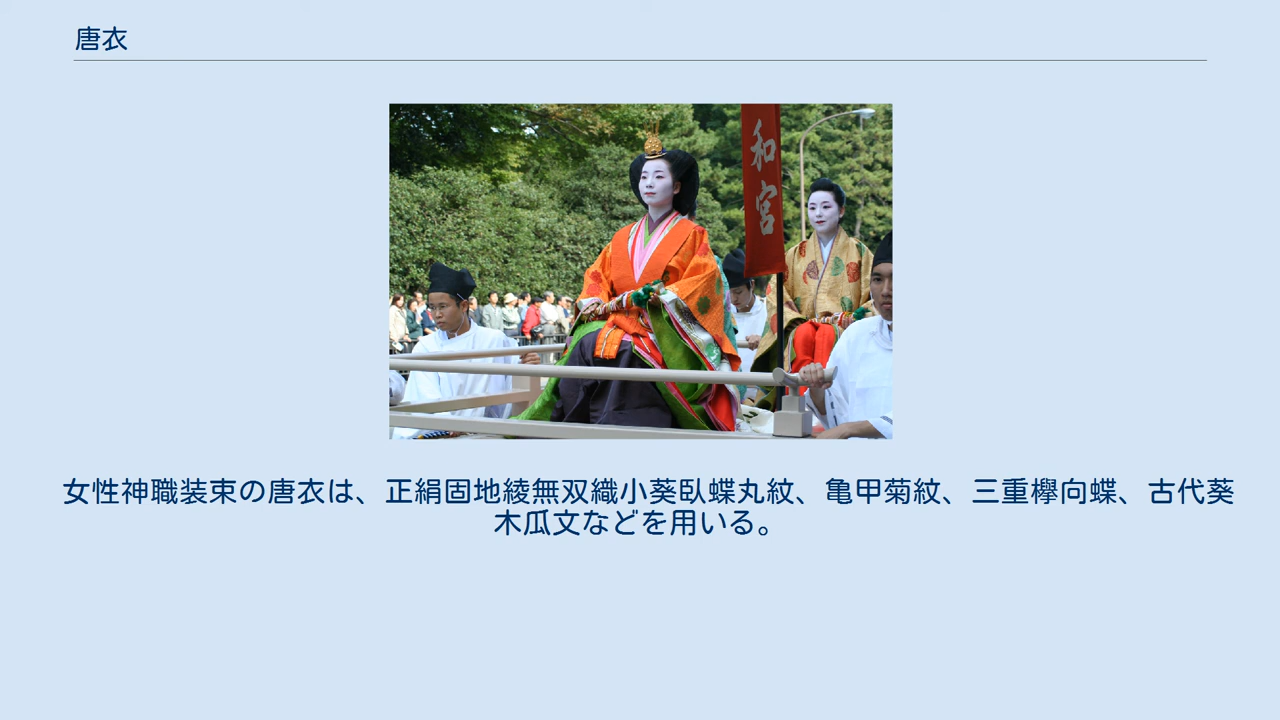 唐衣
和宮
女性神職装束の唐衣は、正絹固地綾無双織小葵臥蝶丸紋、亀甲菊紋、三重欅向蝶、古代葵
木瓜文などを用いる。